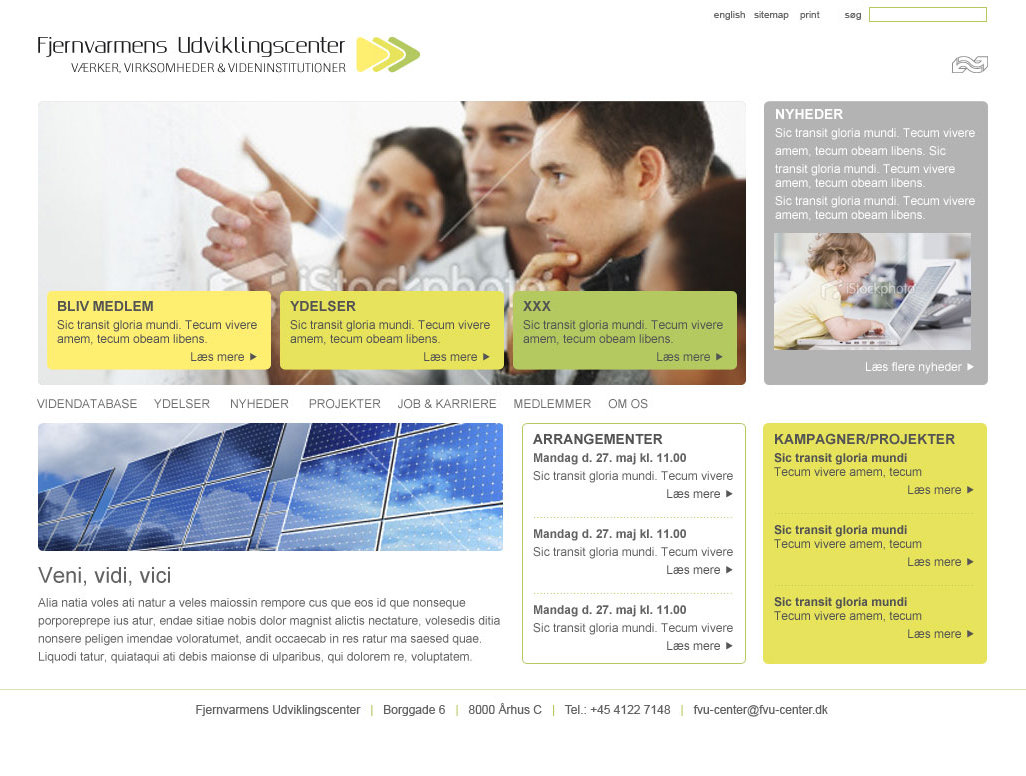 english sitemap print søg
Fjernvarmens Udviklingscenter
VÆRKER, VIRKSOMHEDER & VIDENINSTITUTIONER
iStockphoto
BLIV MEDLEM
Sic transit gloria mundi. Tecum vivere
amem, tecum obeam libens.
Læs mere
YDELSER
Sic transit gloria mundi. Tecum vivere
amem, tecum obeam libens.
Læs mere
XXX
Sic transit gloria mundi. Tecum vivere
amem, tecum obeam libens.
Læs mere
NYHEDER
Sic transit gloria mundi. Tecum vivere
amem, tecum obeam libens. Sic
transit gloria mundi. Tecum vivere
amem, tecum obeam libens.
Sic transit gloria mundi. Tecum vivere
amem, tecum obeam libens.
iStockphoto
Læs flere nyheder
VIDENDATABASE YDELSER NYHEDER PROJEKTER JOB & KARRIERE MEDLEMMER OM OS
Veni, vidi, vici
Alia natia voles ati natur a veles maiossin rempore cus que eos id que nonseque
porporeprepe ius atur, endae sitiae nobis dolor magnist alictis nectature, volesedis ditia
nonsere peligen imendae voloratumet, andit occaecab in res ratur ma saesed quae.
Liquodi tatur, quiataqui ati debis maionse di ulparibus, qui dolorem re, voluptatem.
ARRANGEMENTER
Mandag d. 27. maj kl. 11.00
Sic transit gloria mundi. Tecum vivere
Læs mere
Mandag d. 27. maj kl. 11.00
Sic transit gloria mundi. Tecum vivere
Læs mere
Mandag d. 27. maj kl. 11.00
Sic transit gloria mundi. Tecum vivere
Læs mere
KAMPAGNER/PROJEKTER
Sic transit gloria mundi
Tecum vivere amem, tecum
Læs mere
Sic transit gloria mundi
Tecum vivere amem, tecum
Læs mere
Sic transit gloria mundi
Tecum vivere amem, tecum
Læs mere
Fjernvarmens Udviklingscenter | Borggade 6 | 8000 Århus C | Tel.: +45 4122 7148 | fvu-center@fvu-center.dk